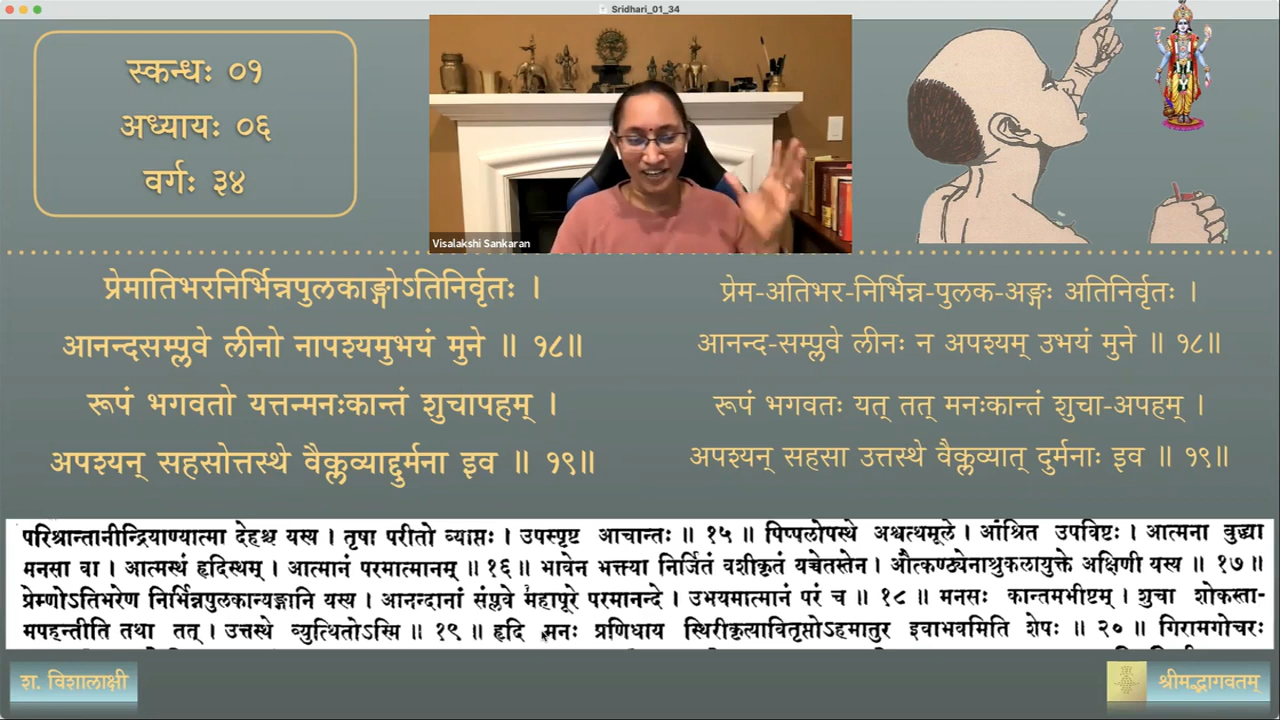 Sridhari_01_34
स्कन्धः ०१
अध्यायः ०६
वर्गः ३४
Visalakshi Sankaran
प्रेमातिभरनिर्भिन्नपुलकाङ्गोऽतिनिर्वृतः ।
आनन्दसम्प्लवे लीनो नापश्यमुभयं मुने ॥ १८॥
रूपं भगवतो यत्तन्मनःकान्तं शुचापहम् ।
अपश्यन् सहसोत्तस्थे वैक्लव्याद्दुर्मना इव ॥ १९॥
प्रेम-अतिभर-निर्भिन्न-पुलक-अङ्गः अतिनिर्वृतः ।
आनन्द-सम्प्लवे लीनः न अपश्यम् उभयं मुने ॥ १८॥
रूपं भगवतः यत् तत् मनःकान्तं शुचा-अपहम् ।
अपश्यन् सहसा उत्तस्थे वैक्लव्यात् दुर्मनाः इव ॥ १९॥
परिश्रान्तानीन्द्रियाण्यात्मा देहश्च यस्य । तृषा परीतो व्याप्तः । उपस्पृष्ट आचान्तः ॥ १५ ॥ पिप्पलोपस्थे अश्वत्थमूले । आश्रित उपविष्टः । आत्मना बुद्ध्या
मनसा वा । आत्मस्थं हृदिस्थम् । आत्मानं परमात्मानम् ॥ १६ ॥ भावेन भक्त्या निर्जितं वशीकृतं यच्चेतस्तेन । औत्कण्ठ्येनाश्रुकलायुक्ते अक्षिणी यस्य ॥ १७ ॥
प्रेम्णोऽतिभरेण निर्भिन्नपुलकान्यङ्गानि यस्य । आनन्दानां संप्लवे महापूरे परमानन्दे । उभयमात्मानं परं च ॥ १८ ॥ मनसः कान्तमभीष्टम् । शुचा शोकस्ता-
मपहन्तीति तथा तत् । उत्तस्थे व्युत्थितोऽस्मि ॥ १९ ॥ हृदि मनः प्रणिधाय स्थिरीकृत्यावितृप्तोऽहमातुर इवाभवमिति शेषः ॥ २० ॥ गिरामगोचरः
श. विशालाक्षी
श्रीमद्भागवतम्